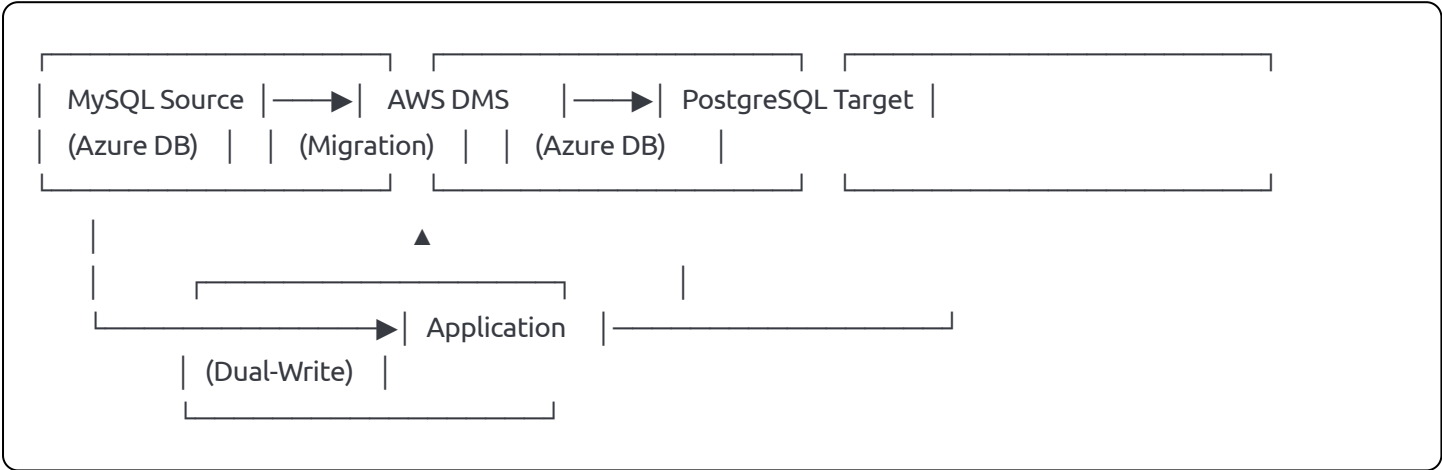 MySQL Source AWS DMS PostgreSQL Target
(Azure DB) (Migration) (Azure DB)
Application
(Dual-Write)